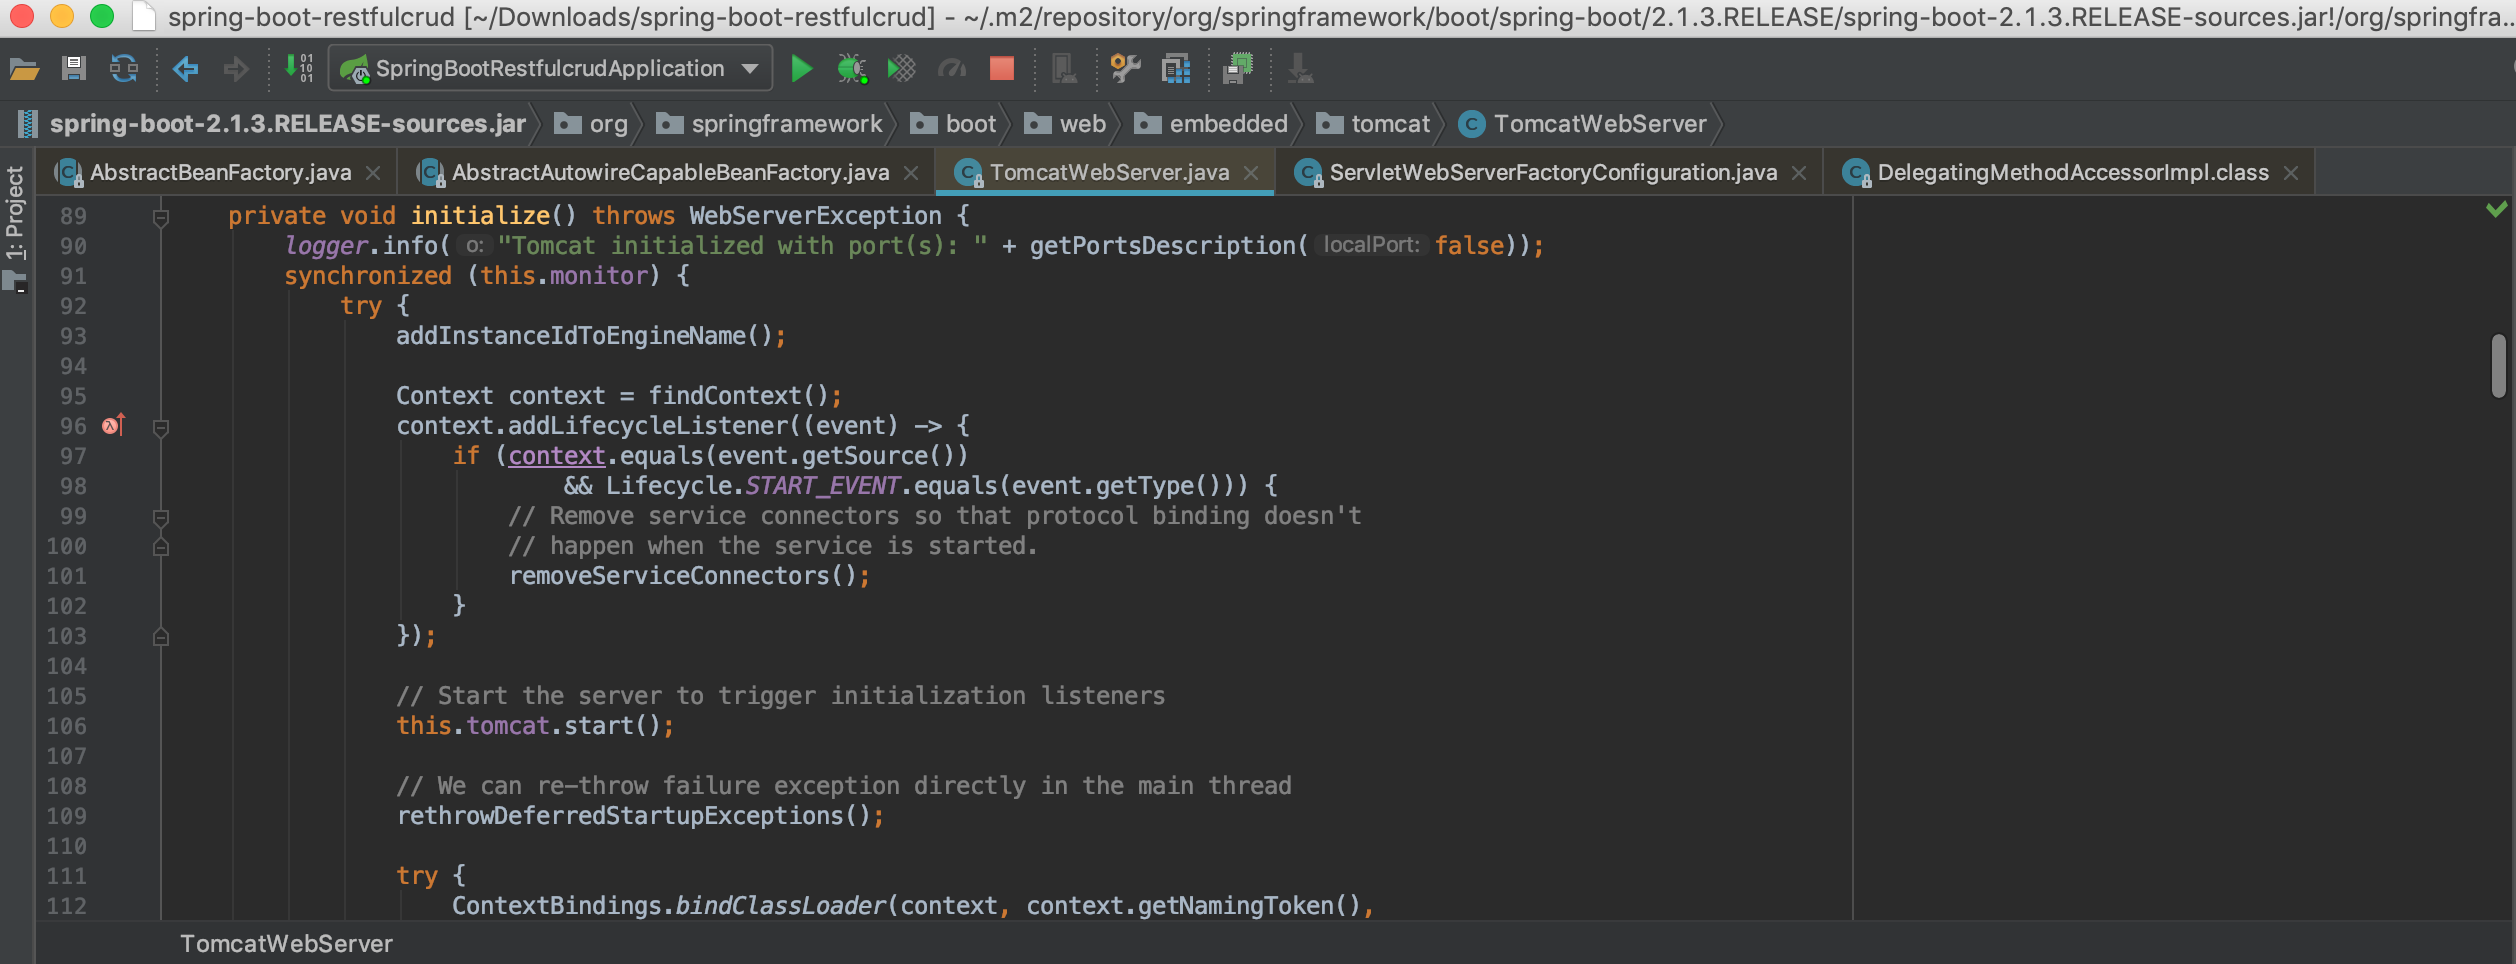 spring-boot-restfulcrud [~/Downloads/spring-boot-restfulcrud] - ~/.m2/repository/org/springframework/boot/spring-boot/2.1.3.RELEASE/spring-boot-2.1.3.RELEASE-sources.jar!/org/springfra...
SpringBootRestfulcrudApplication
spring-boot-2.1.3.RELEASE-sources.jar org springframework boot web embedded tomcat TomcatWebServer
AbstractBeanFactory.java AbstractAutowireCapableBeanFactory.java TomcatWebServer.java ServletWebServerFactoryConfiguration.java DelegatingMethodAccessorImpl.class
1: Project
89 private void initialize() throws WebServerException {
90 logger.info( o: "Tomcat initialized with port(s): " + getPortsDescription( localPort: false));
91 synchronized (this.monitor) {
92 try {
93 addInstanceIdToEngineName();
94
95 Context context = findContext();
96 context.addLifecycleListener((event) -> {
97 if (context.equals(event.getSource())
98 && Lifecycle.START_EVENT.equals(event.getType())) {
99 // Remove service connectors so that protocol binding doesn't
100 // happen when the service is started.
101 removeServiceConnectors();
102 }
103 });
104
105 // Start the server to trigger initialization listeners
106 this.tomcat.start();
107
108 // We can re-throw failure exception directly in the main thread
109 rethrowDeferredStartupExceptions();
110
111 try {
112 ContextBindings.bindClassLoader(context, context.getNamingToken(),
TomcatWebServer